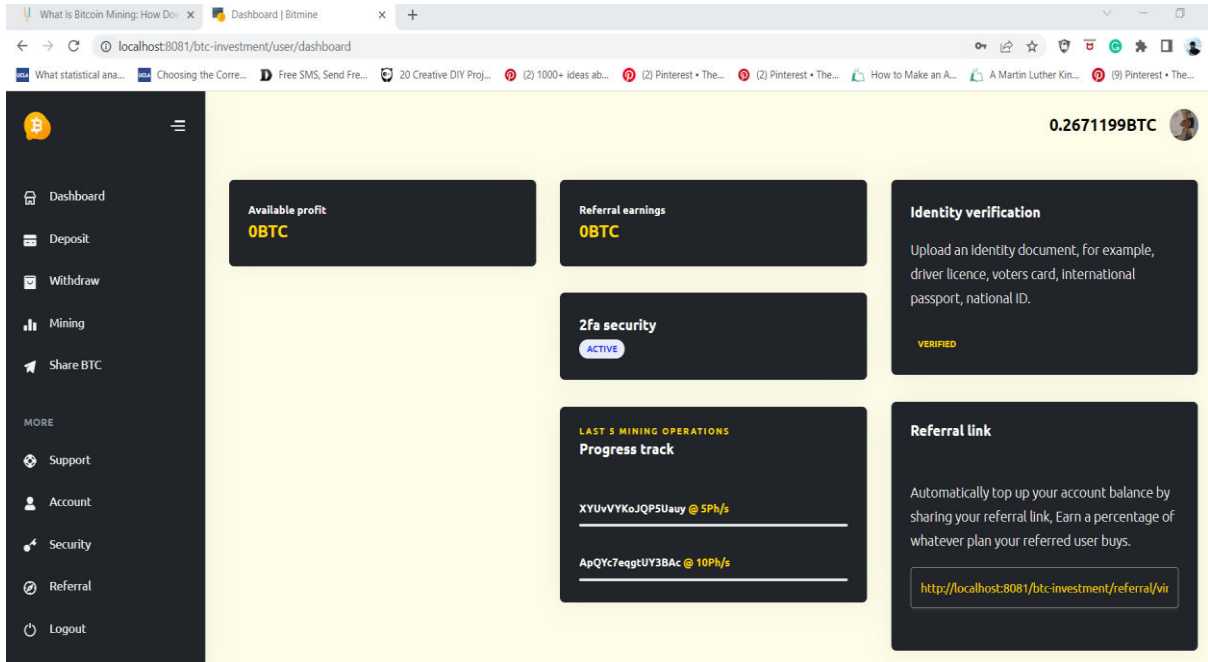 What Is Bitcoin Mining: How Doe
Dashboard | Bitmine
localhost:8081/btc-investment/user/dashboard
What statistical ana...
Choosing the Corre...
Free SMS, Send Fre...
20 Creative DIY Proj...
(2) 1000+ ideas ab...
(2) Pinterest • The...
(2) Pinterest • The...
How to Make an A...
A Martin Luther Kin...
(9) Pinterest • The...
0.2671199BTC
Dashboard
Deposit
Withdraw
Mining
Share BTC
MORE
Support
Account
Security
Referral
Logout
Available profit
0BTC
Referral earnings
0BTC
2fa security
ACTIVE
LAST 5 MINING OPERATIONS
Progress track
XYUvVYKoJQP5Uauy @ 5Ph/s
ApQYc7eqgtUY3BAc @ 10Ph/s
Identity verification
Upload an identity document, for example,
driver licence, voters card, international
passport, national ID.
VERIFIED
Referral link
Automatically top up your account balance by
sharing your referral link, Earn a percentage of
whatever plan your referred user buys.
http://localhost:8081/btc-investment/referral/vir